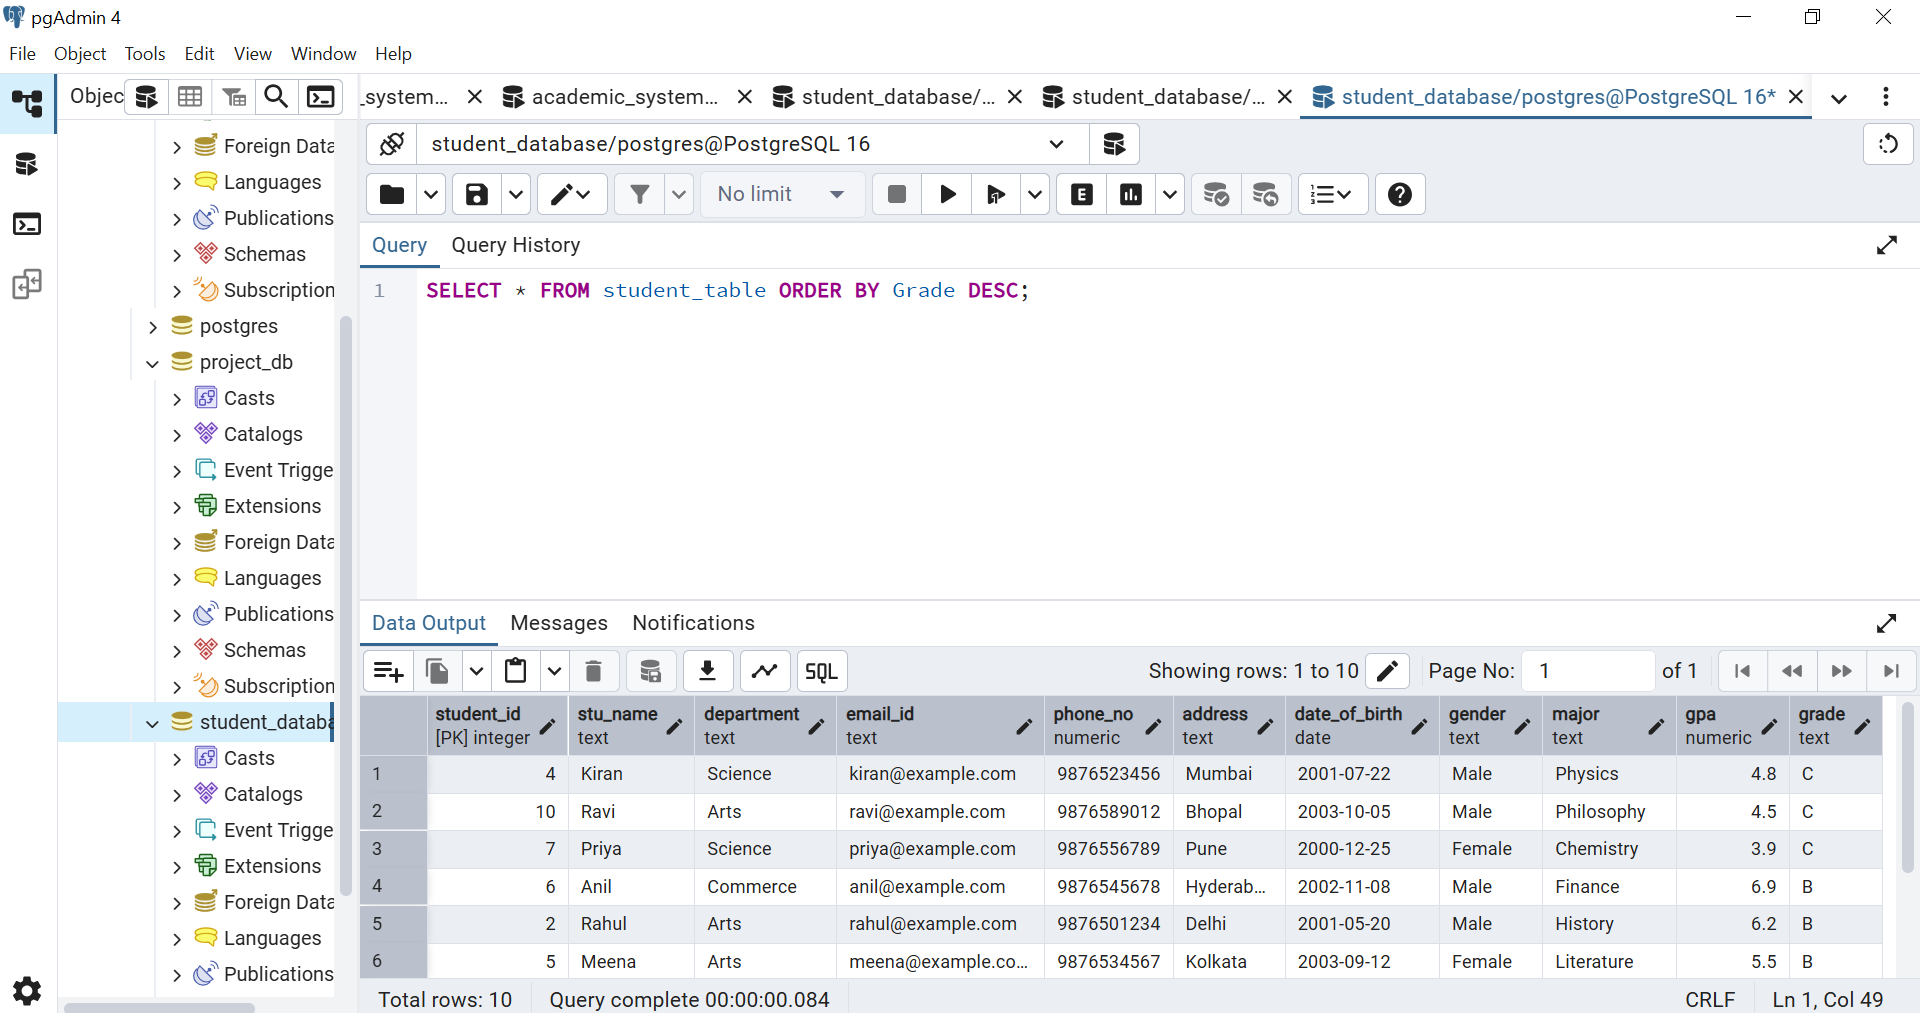 pgAdmin 4
File Object Tools Edit View Window Help
Objec
_system... academic_system... student_database/... student_database/... student_database/postgres@PostgreSQL 16*
student_database/postgres@PostgreSQL 16
No limit
E
Query Query History
1 SELECT * FROM student_table ORDER BY Grade DESC;
Foreign Data
Languages
Publications
Schemas
Subscription
postgres
project_db
Casts
Catalogs
Event Trigge
Extensions
Foreign Data
Languages
Publications
Schemas
Subscription
student_databa
Casts
Catalogs
Event Trigge
Extensions
Foreign Data
Languages
Publications
Data Output Messages Notifications
SQL Showing rows: 1 to 10 Page No: 1 of 1
student_id stu_name department email_id phone_no address date_of_birth gender major gpa grade
[PK] integer text text text numeric text date text text numeric text
1 4 Kiran Science kiran@example.com 9876523456 Mumbai 2001-07-22 Male Physics 4.8 C
2 10 Ravi Arts ravi@example.com 9876589012 Bhopal 2003-10-05 Male Philosophy 4.5 C
3 7 Priya Science priya@example.com 9876556789 Pune 2000-12-25 Female Chemistry 3.9 C
4 6 Anil Commerce anil@example.com 9876545678 Hyderab... 2002-11-08 Male Finance 6.9 B
5 2 Rahul Arts rahul@example.com 9876501234 Delhi 2001-05-20 Male History 6.2 B
6 5 Meena Arts meena@example.co... 9876534567 Kolkata 2003-09-12 Female Literature 5.5 B
Total rows: 10 Query complete 00:00:00.084 CRLF Ln 1, Col 49